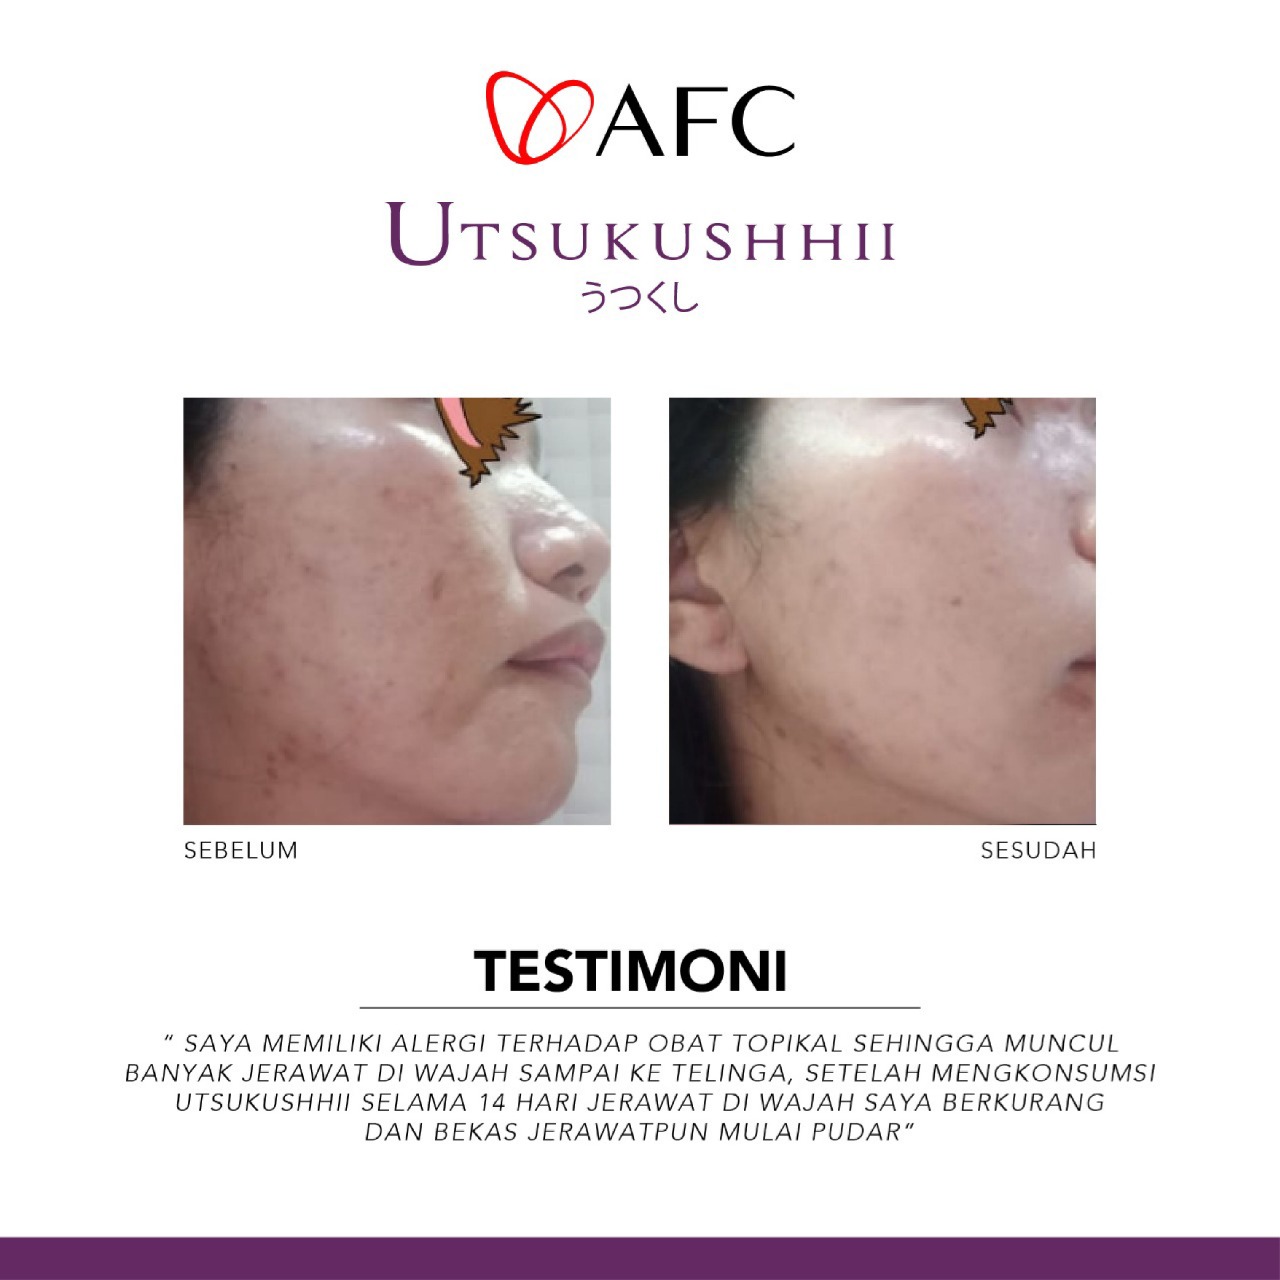 AFC
UTSUKUSHHII
うつくし
SEBELUM
SESUDAH
TESTIMONI
“ SAYA MEMILIKI ALERGI TERHADAP OBAT TOPIKAL SEHINGGA MUNCUL
BANYAK JERAWAT DI WAJAH SAMPAI KE TELINGA, SETELAH MENGKONSUMSI
UTSUKUSHHII SELAMA 14 HARI JERAWAT DI WAJAH SAYA BERKURANG
DAN BEKAS JERAWATPUN MULAI PUDAR”